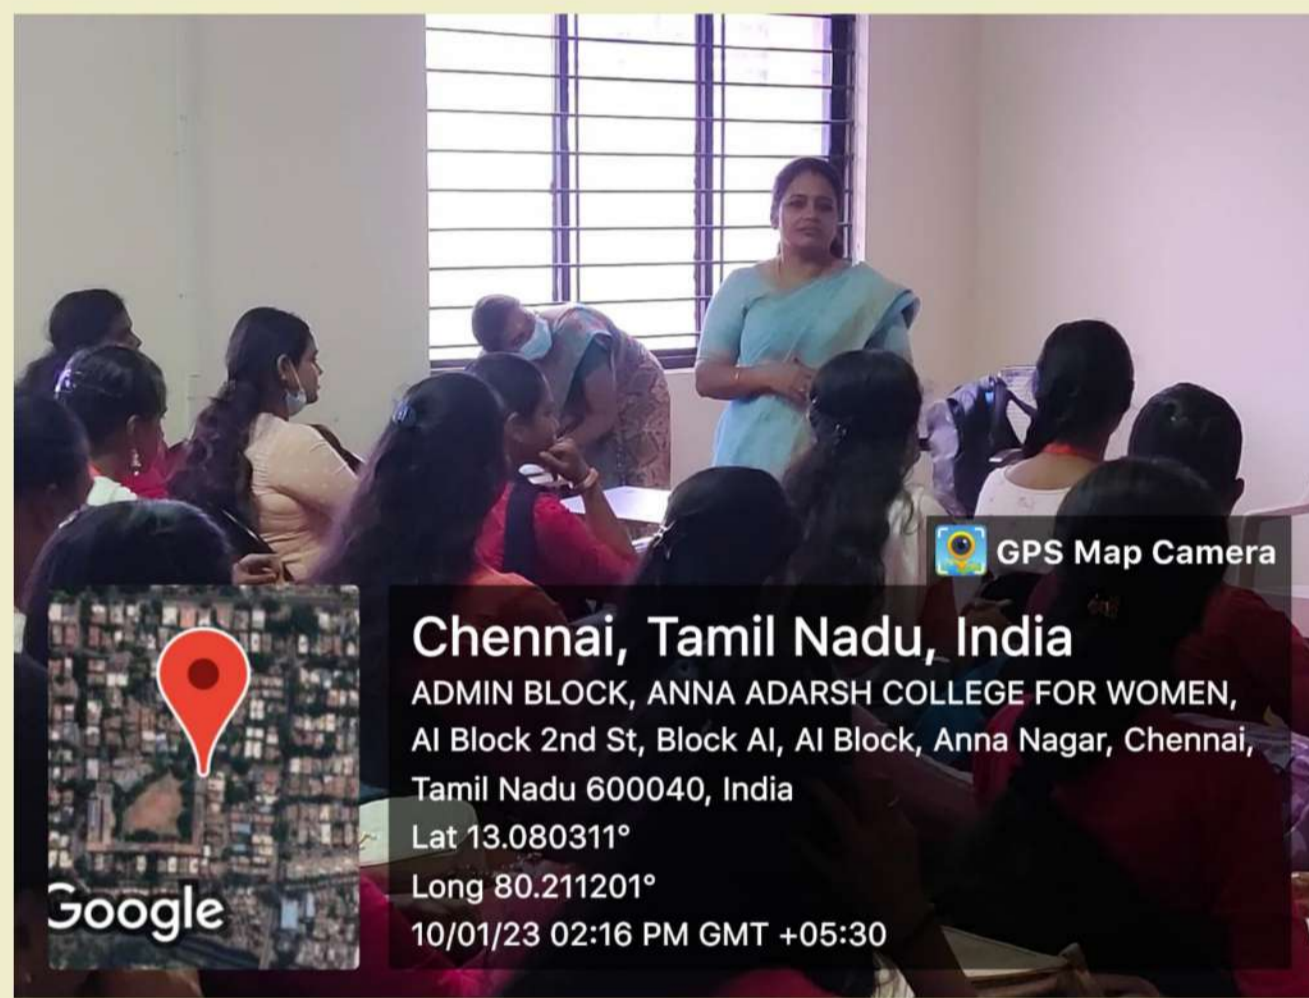 GPS Map Camera
Chennai, Tamil Nadu, India
ADMIN BLOCK, ANNA ADARSH COLLEGE FOR WOMEN,
AI Block 2nd St, Block AI, AI Block, Anna Nagar, Chennai,
Tamil Nadu 600040, India
Lat 13.080311°
Long 80.211201°
10/01/23 02:16 PM GMT +05:30
Google